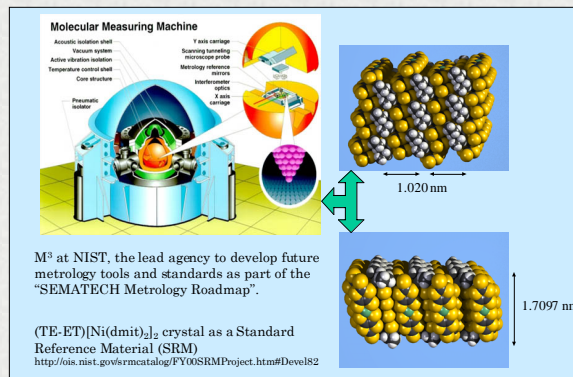 Molecular Measuring Machine
Acoustic isolation shell
Vacuum system
Active vibration isolation
Temperature control shell
Core structure
Pneumatic
isolator
Y axis carriage
Scanning tunneling
microscope probe
Metrology reference
mirrors
Interferometer
optics
X axis
carriage
1.020 nm
1.7097 nm
M³ at NIST, the lead agency to develop future
metrology tools and standards as part of the
“SEMATECH Metrology Roadmap”.
(TE-ET)[Ni(dmit)₂]₂ crystal as a Standard
Reference Material (SRM)
http://ois.nist.gov/srmcatalog/FY00SRMProject.htm#Devel82